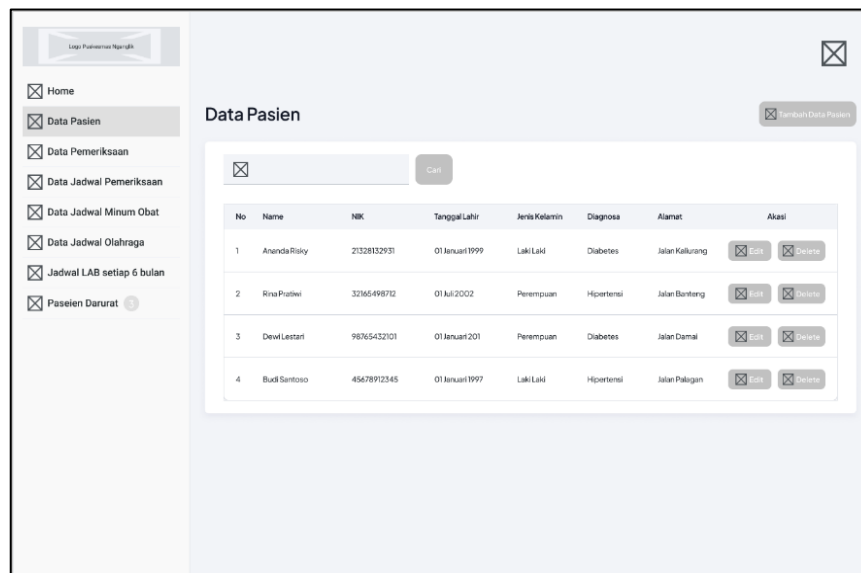 Logo Puskesmas Nganglik
Home
Data Pasien
Data Pemeriksaan
Data Jadwal Pemeriksaan
Data Jadwal Minum Obat
Data Jadwal Olahraga
Jadwal LAB setiap 6 bulan
Paseien Darurat 3
Data Pasien
Tambah Data Pasien
Cari
No Name NIK Tanggal Lahir Jenis Kelamin Diagnosa Alamat Akasi
1 Ananda Risky 21328132931 01 Januari 1999 Laki Laki Diabetes Jalan Kaliurang Edit Delete
2 Rina Pratiwi 32165498712 01 Juli 2002 Perempuan Hipertensi Jalan Banteng Edit Delete
3 Dewi Lestari 98765432101 01 Januari 201 Perempuan Diabetes Jalan Damai Edit Delete
4 Budi Santoso 45678912345 01 Januari 1997 Laki Laki Hipertensi Jalan Palagan Edit Delete